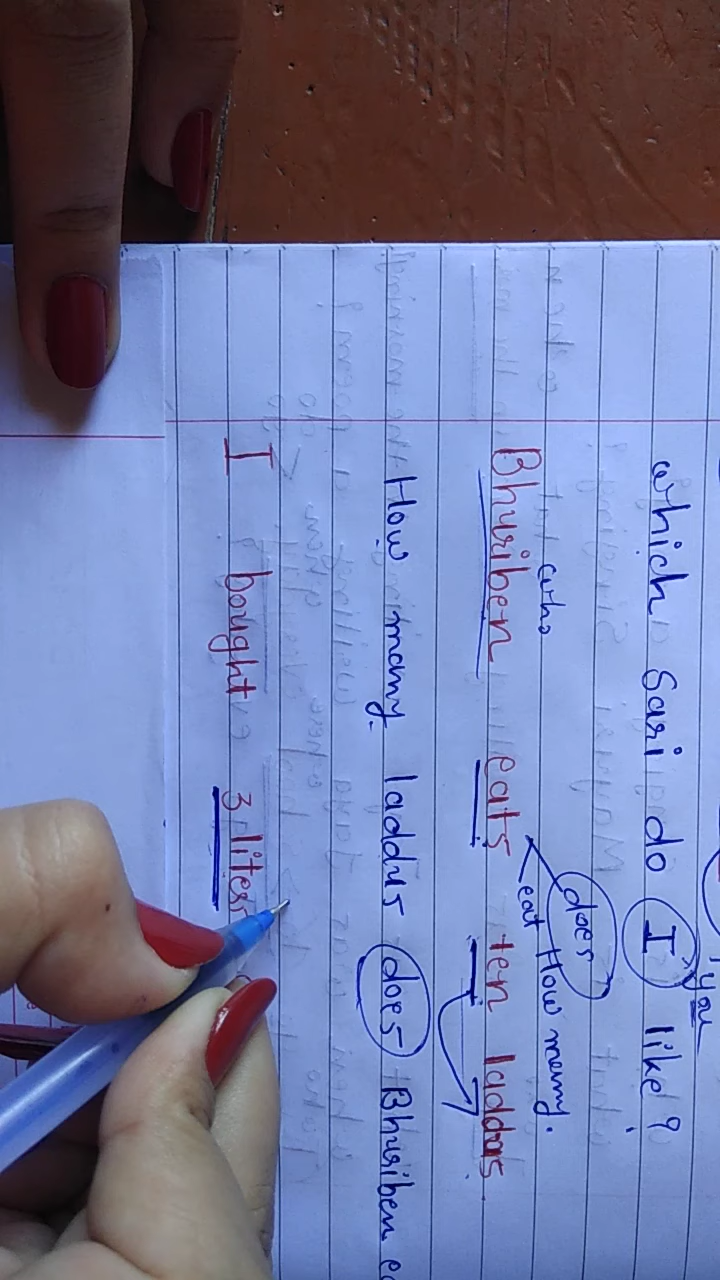 you
which sari do I like?
does
who eat How many.
Bhuriben eats ten laddus
How many laddus does Bhuriben
I bought 3 liters